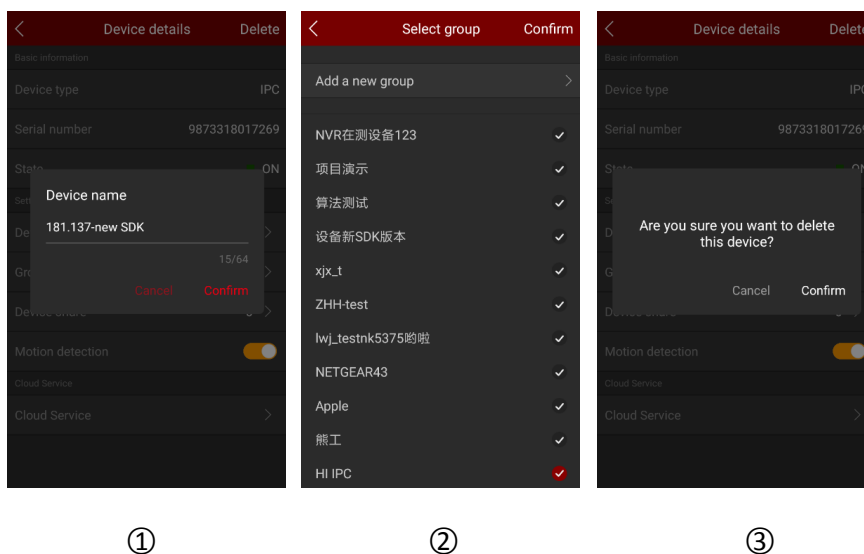 Device details
Delete
Basic information
Device type
IPC
Serial number
9873318017269
State
ON
Device name
181.137-new SDK
15/64
Cancel
Confirm
Motion detection
Cloud Service
Cloud Service
①
Select group
Confirm
Add a new group
NVR在测设备123
项目演示
算法测试
设备新SDK版本
xjx_t
ZHH-test
lwj_testnk5375哟啦
NETGEAR43
Apple
熊工
HI IPC
②
Device details
Delete
Basic information
Device type
IPC
Serial number
9873318017269
State
ON
Are you sure you want to delete
this device?
Cancel
Confirm
Motion detection
Cloud Service
Cloud Service
③